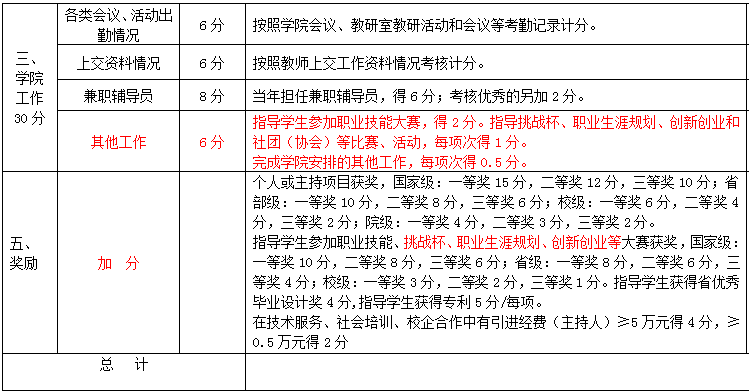 三、
学院
工作
30分
各类会议、活动出
勤情况
6分
按照学院会议、教研室教研活动和会议等考勤记录计分。
上交资料情况
6分
按照教师上交工作资料情况考核计分。
兼职辅导员
8分
当年担任兼职辅导员，得6分；考核优秀的另加2分。
其他工作
6分
指导学生参加职业技能大赛，得2分。指导挑战杯、职业生涯规划、创新创业和
社团（协会）等比赛、活动，每项次得1分。
完成学院安排的其他工作，每项次得0.5分。
五、
奖励
加 分
个人或主持项目获奖，国家级：一等奖15分，二等奖12分，三等奖10分；省
部级：一等奖10分，二等奖8分，三等奖6分；校级：一等奖6分，二等奖4
分，三等奖2分；院级：一等奖4分，二等奖3分，三等奖2分。
指导学生参加职业技能、挑战杯、职业生涯规划、创新创业等大赛获奖，国家级：
一等奖10分，二等奖8分，三等奖6分；省级：一等奖8分，二等奖6分，三
等奖4分；校级：一等奖3分，二等奖2分，三等奖1分。指导学生获得省优秀
毕业设计奖4分,指导学生获得专利5分/每项。
在技术服务、社会培训、校企合作中有引进经费（主持人）≥5万元得4分，≥
0.5万元得2分
总 计